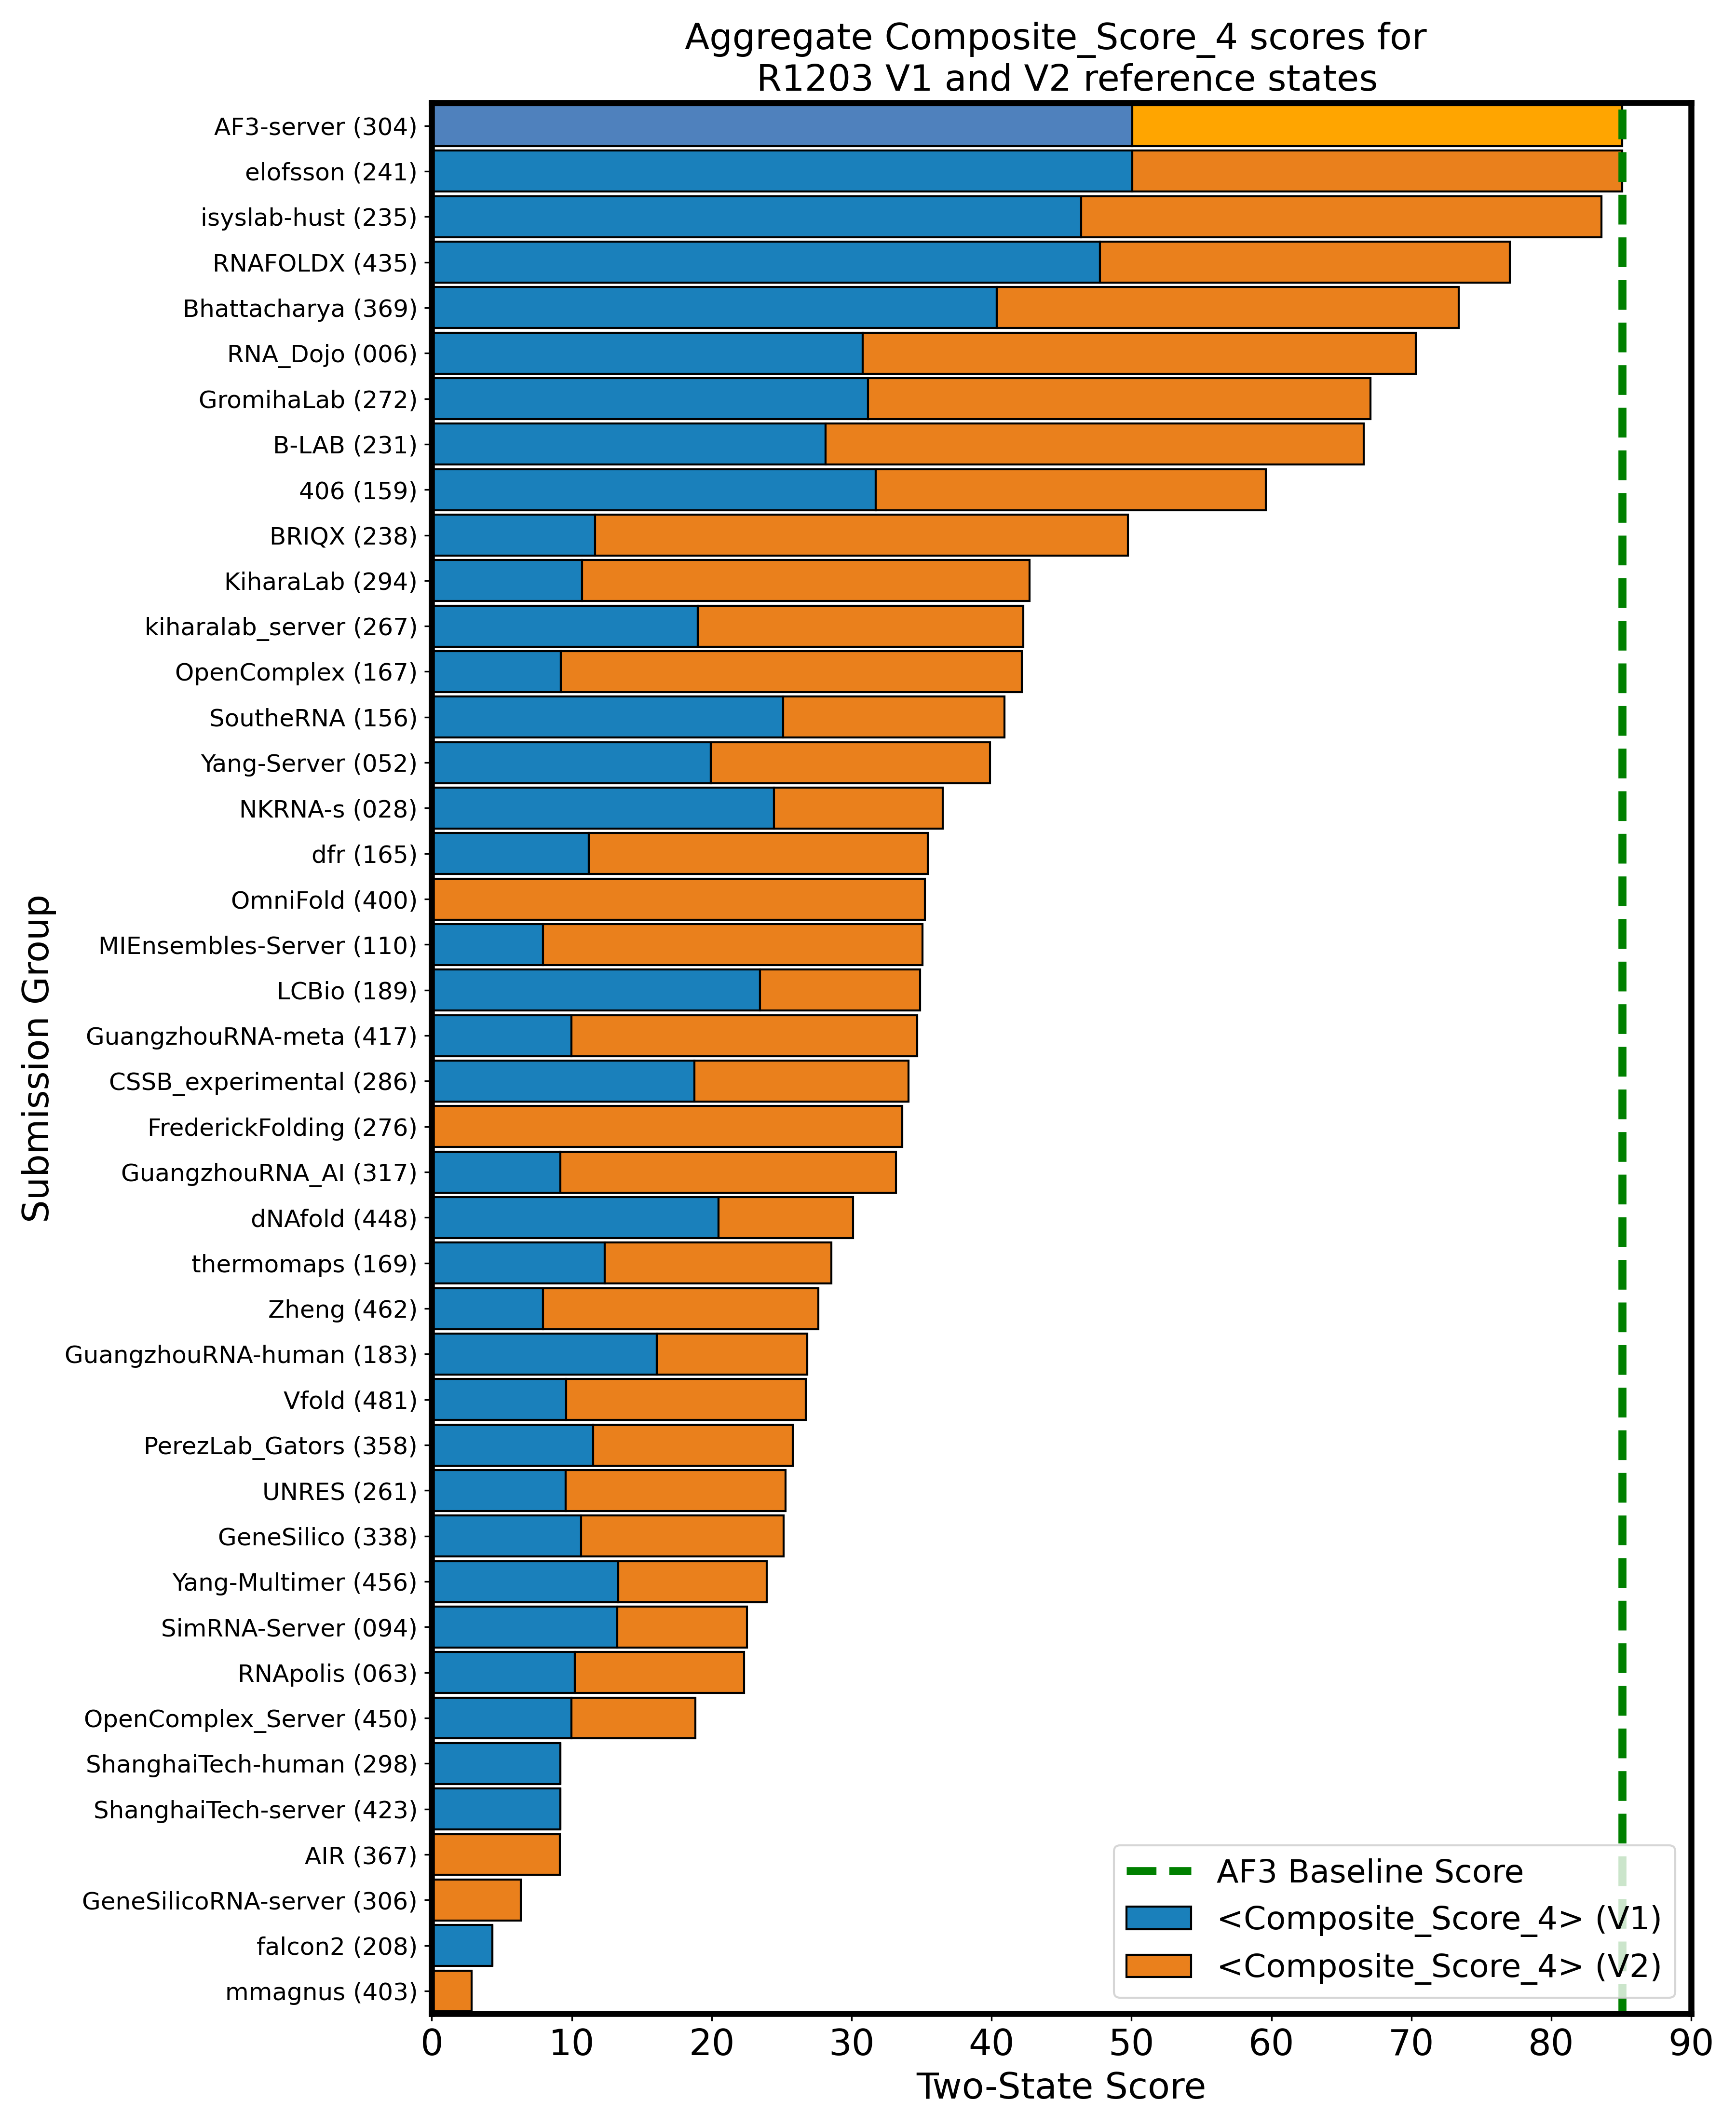 Aggregate Composite_Score_4 scores for
R1203 V1 and V2 reference states
Submission Group
AF3-server (304)
elofsson (241)
isyslab-hust (235)
RNAFOLDX (435)
Bhattacharya (369)
RNA_Dojo (006)
GromihaLab (272)
B-LAB (231)
406 (159)
BRIQX (238)
KiharaLab (294)
kiharalab_server (267)
OpenComplex (167)
SoutheRNA (156)
Yang-Server (052)
NKRNA-s (028)
dfr (165)
OmniFold (400)
MIEnsembles-Server (110)
LCBio (189)
GuangzhouRNA-meta (417)
CSSB_experimental (286)
FrederickFolding (276)
GuangzhouRNA_AI (317)
dNAfold (448)
thermomaps (169)
Zheng (462)
GuangzhouRNA-human (183)
Vfold (481)
PerezLab_Gators (358)
UNRES (261)
GeneSilico (338)
Yang-Multimer (456)
SimRNA-Server (094)
RNApolis (063)
OpenComplex_Server (450)
ShanghaiTech-human (298)
ShanghaiTech-server (423)
AIR (367)
GeneSilicoRNA-server (306)
falcon2 (208)
mmagnus (403)
AF3 Baseline Score
<Composite_Score_4> (V1)
<Composite_Score_4> (V2)
0 10 20 30 40 50 60 70 80 90
Two-State Score